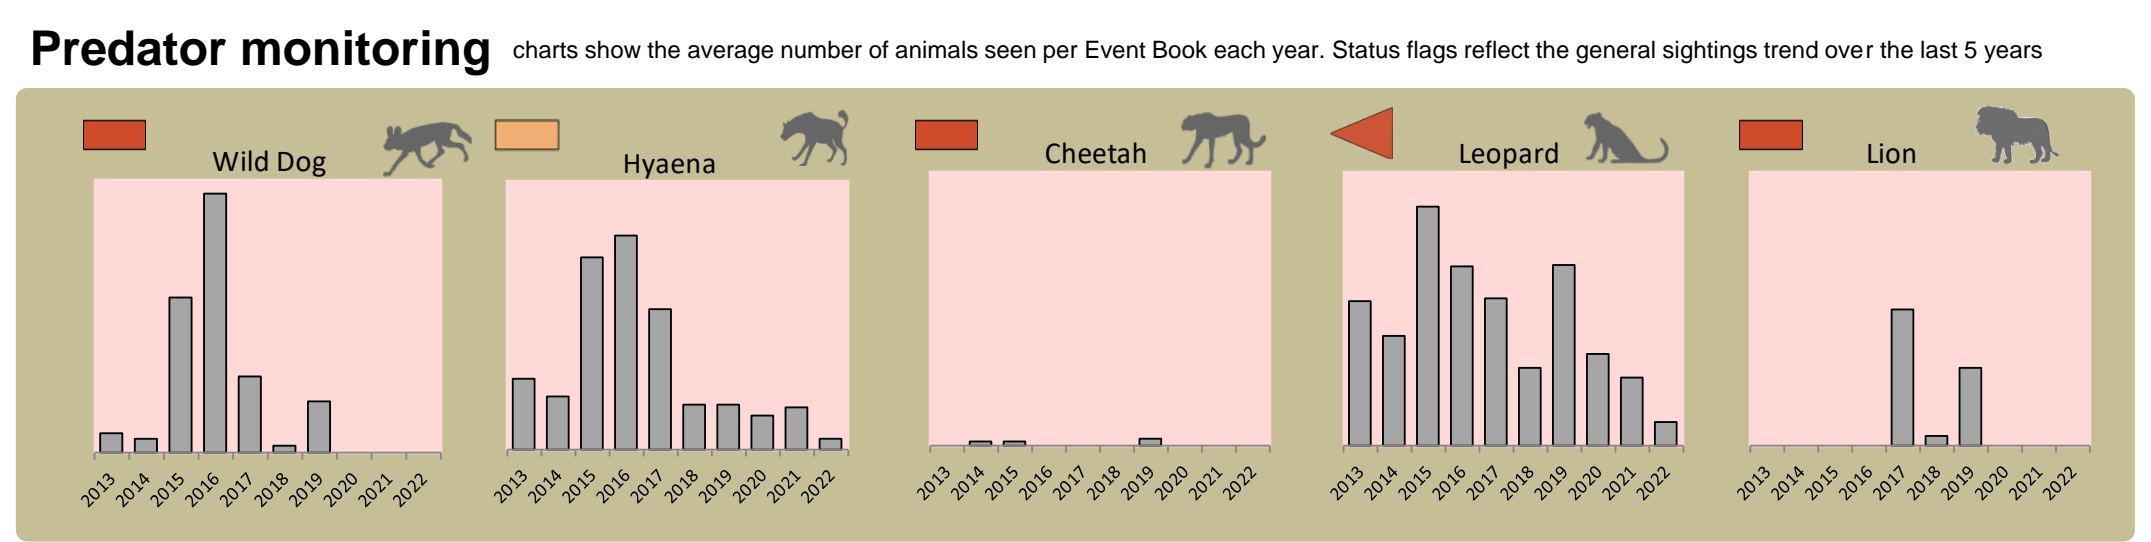 Predator monitoring charts show the average number of animals seen per Event Book each year. Status flags reflect the general sightings trend over the last 5 years
Wild Dog
2013 2014 2015 2016 2017 2018 2019 2020 2021 2022
Hyaena
2013 2014 2015 2016 2017 2018 2019 2020 2021 2022
Cheetah
2013 2014 2015 2016 2017 2018 2019 2020 2021 2022
Leopard
2013 2014 2015 2016 2017 2018 2019 2020 2021 2022
Lion
2013 2014 2015 2016 2017 2018 2019 2020 2021 2022